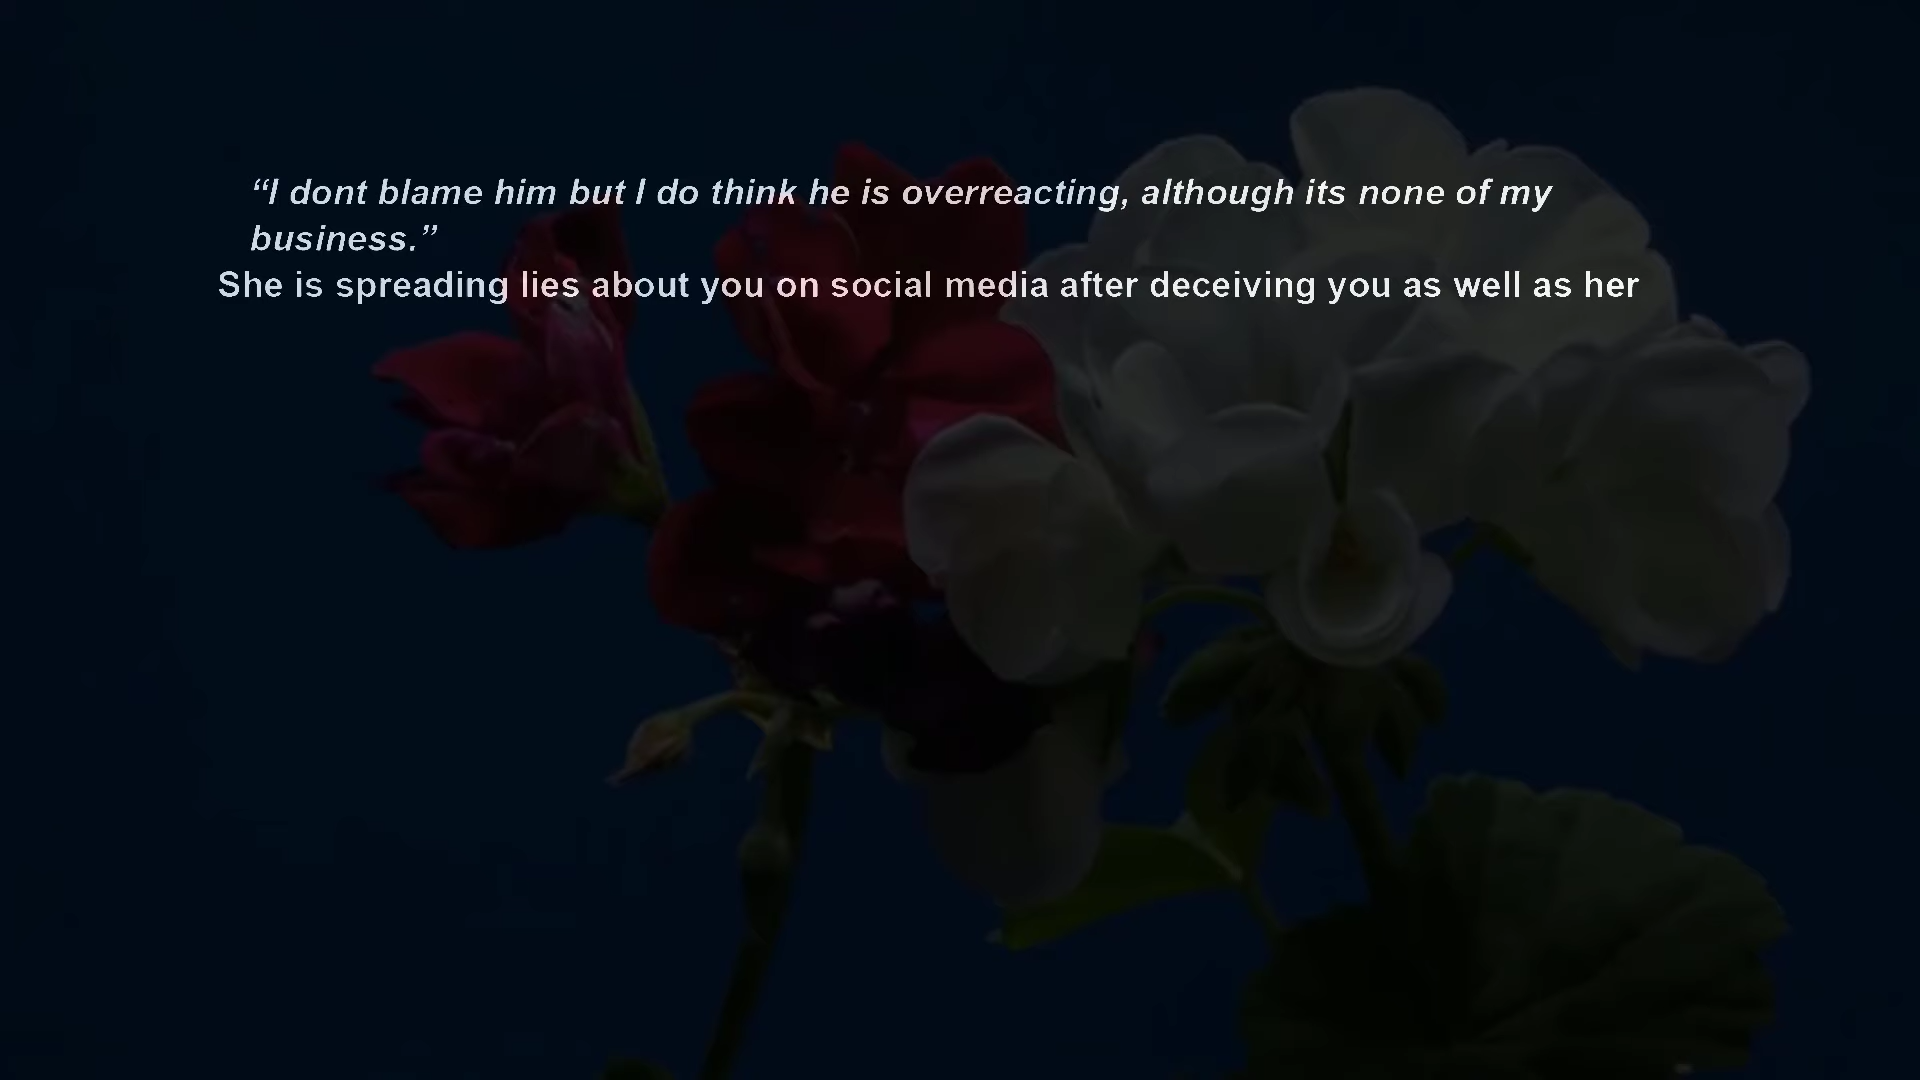 “I dont blame him but I do think he is overreacting, although its none of my
business.”
She is spreading lies about you on social media after deceiving you as well as her